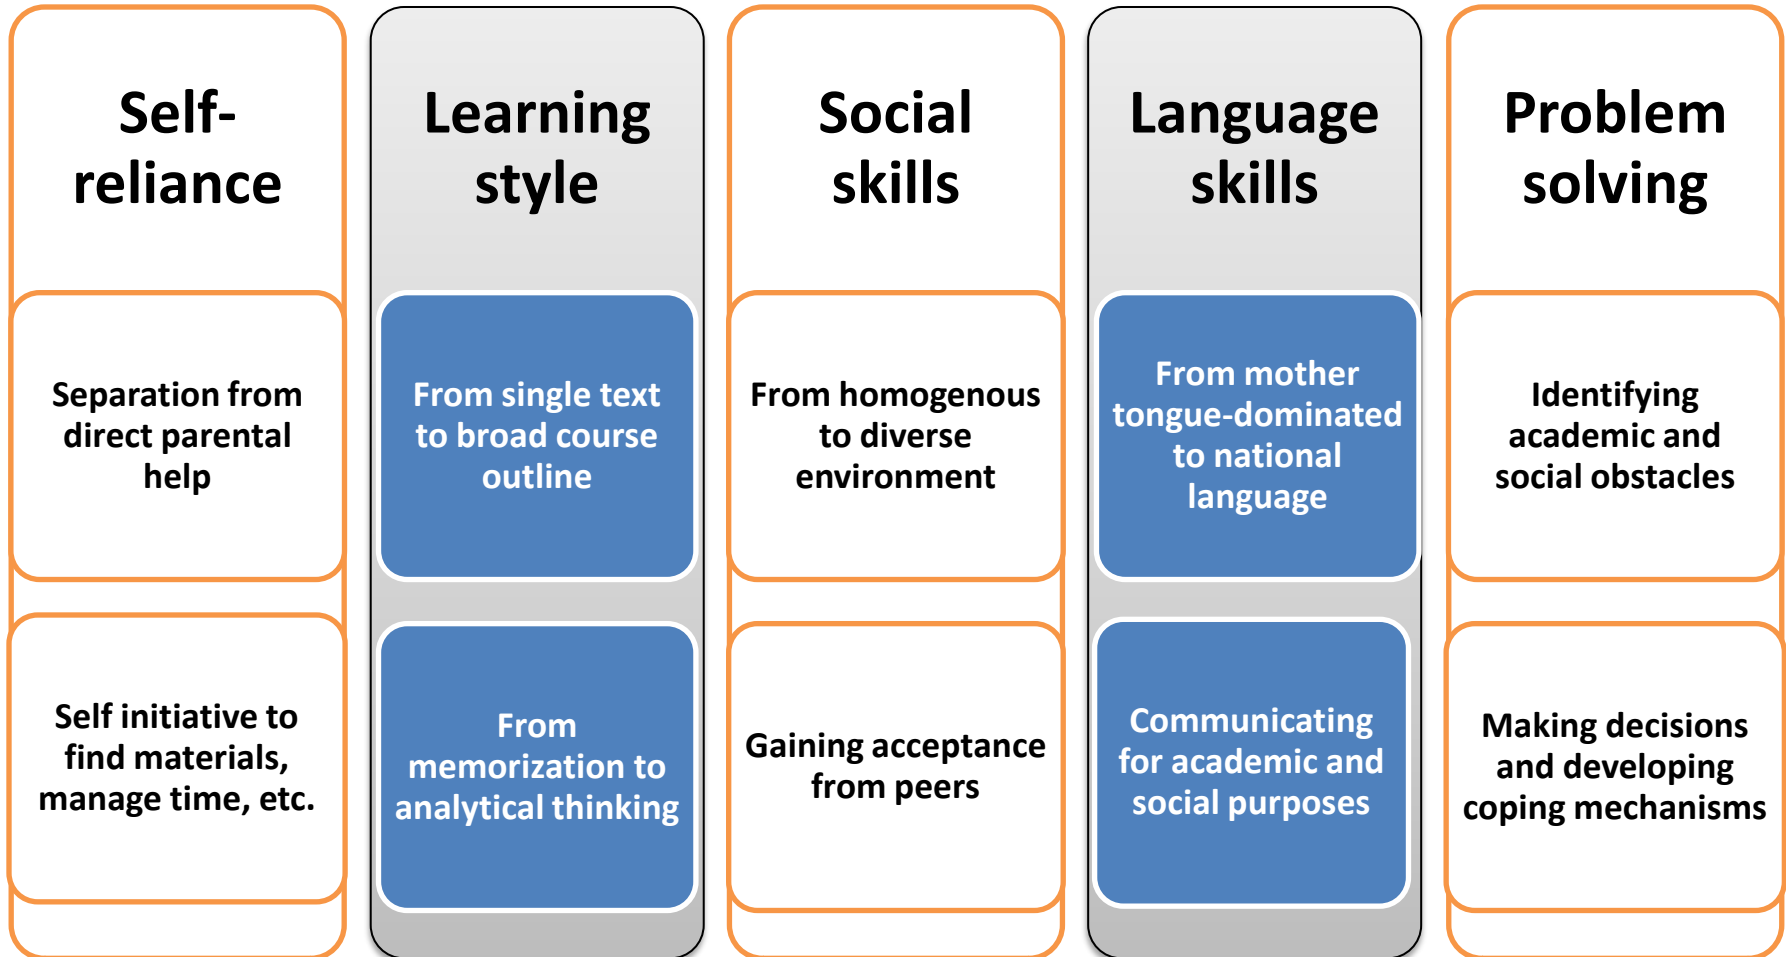 Self-
reliance
Separation from
direct parental
help
Self initiative to
find materials,
manage time, etc.
Learning
style
From single text
to broad course
outline
From
memorization to
analytical thinking
Social
skills
From homogenous
to diverse
environment
Gaining acceptance
from peers
Language
skills
From mother
tongue-dominated
to national
language
Communicating
for academic and
social purposes
Problem
solving
Identifying
academic and
social obstacles
Making decisions
and developing
coping mechanisms